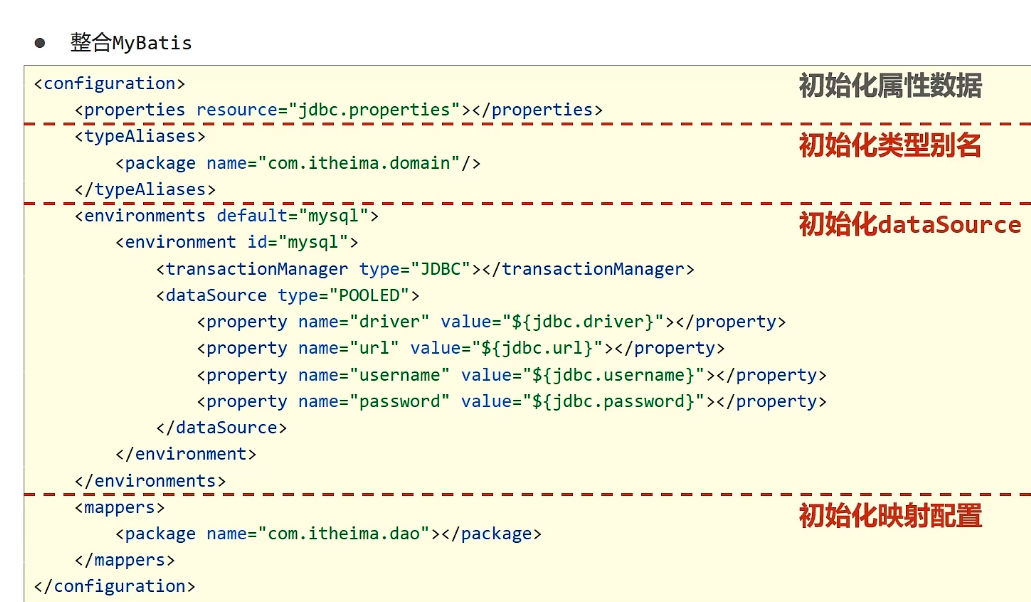 ● 整合MyBatis
<configuration> 初始化属性数据
<properties resource="jdbc.properties"></properties>
<typeAliases> 初始化类型别名
<package name="com.itheima.domain"/>
</typeAliases>
<environments default="mysql"> 初始化dataSource
<environment id="mysql">
<transactionManager type="JDBC"></transactionManager>
<dataSource type="POOLED">
<property name="driver" value="${jdbc.driver}"></property>
<property name="url" value="${jdbc.url}"></property>
<property name="username" value="${jdbc.username}"></property>
<property name="password" value="${jdbc.password}"></property>
</dataSource>
</environment>
</environments>
<mappers> 初始化映射配置
<package name="com.itheima.dao"></package>
</mappers>
</configuration>